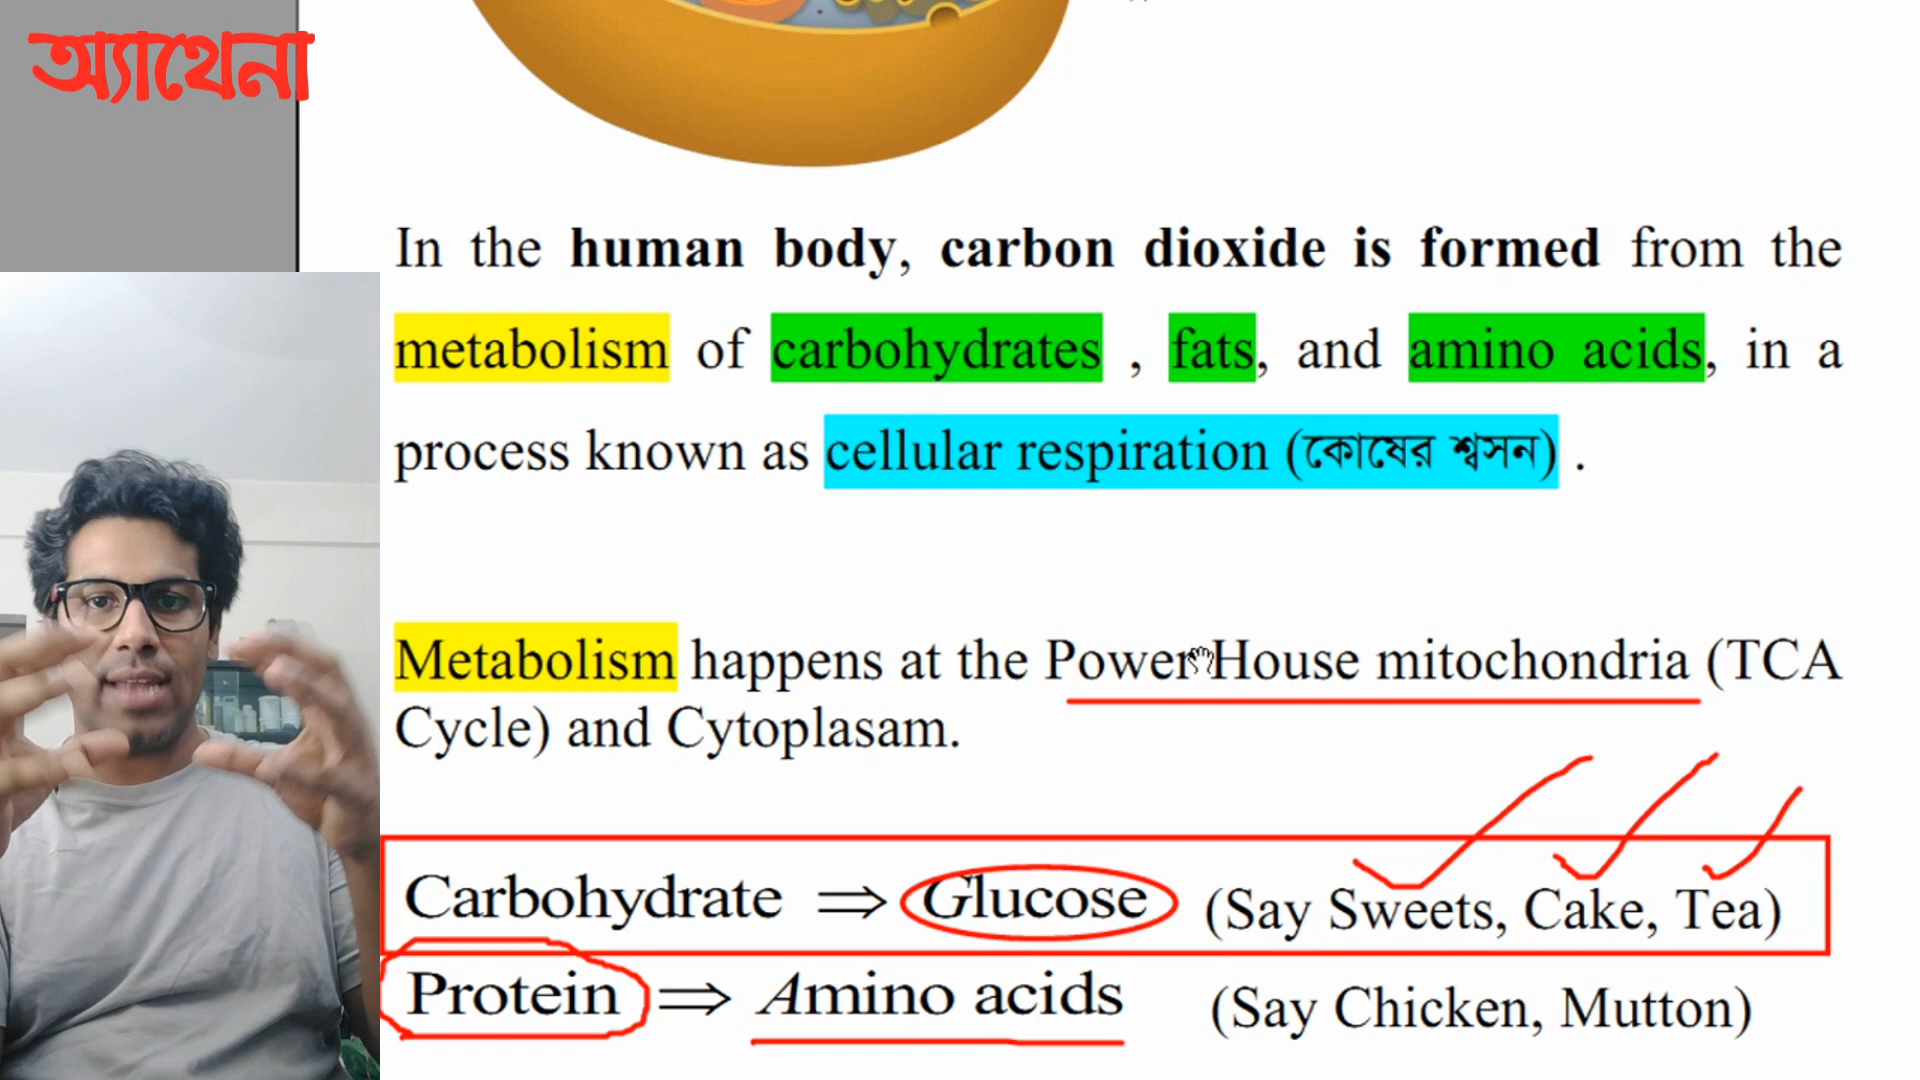 অ্যাথেনা
In the human body, carbon dioxide is formed from the
metabolism of carbohydrates , fats, and amino acids, in a
process known as cellular respiration (কোষের শ্বসন) .
Metabolism happens at the Power House mitochondria (TCA
Cycle) and Cytoplasam.
Carbohydrate ⇒ Glucose (Say Sweets, Cake, Tea)
Protein ⇒ Amino acids (Say Chicken, Mutton)